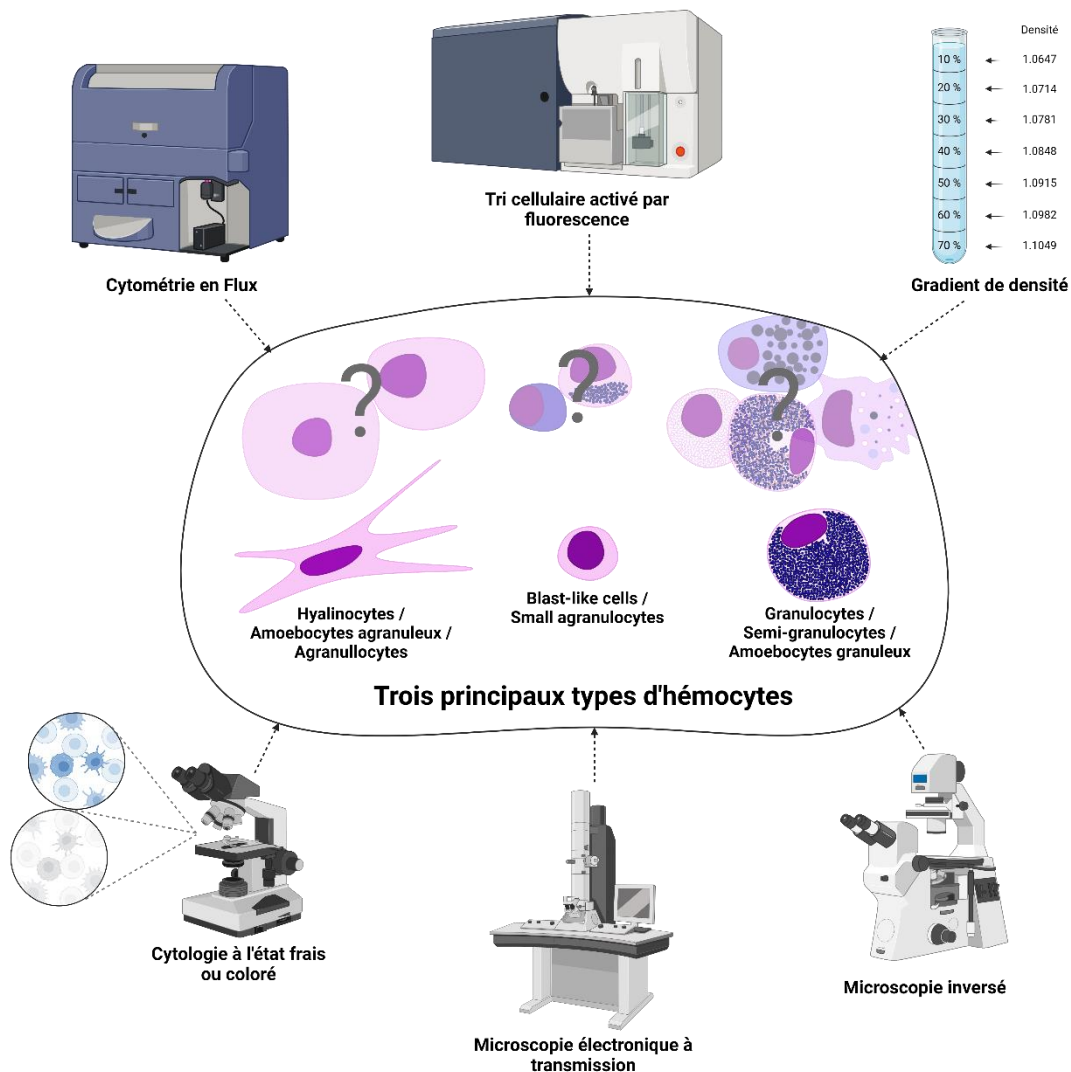 Densité
10 % 1.0647
20 % 1.0714
30 % 1.0781
40 % 1.0848
50 % 1.0915
60 % 1.0982
70 % 1.1049
Tri cellulaire activé par
fluorescence
Cytométrie en Flux
Gradient de densité
?
?
?
Hyalinocytes /
Amoebocytes agranuleux /
Agranullocytes
Blast-like cells /
Small agranulocytes
Granulocytes /
Semi-granulocytes /
Amoebocytes granuleux
Trois principaux types d'hémocytes
Cytologie à l'état frais
ou coloré
Microscopie électronique à
transmission
Microscopie inversé